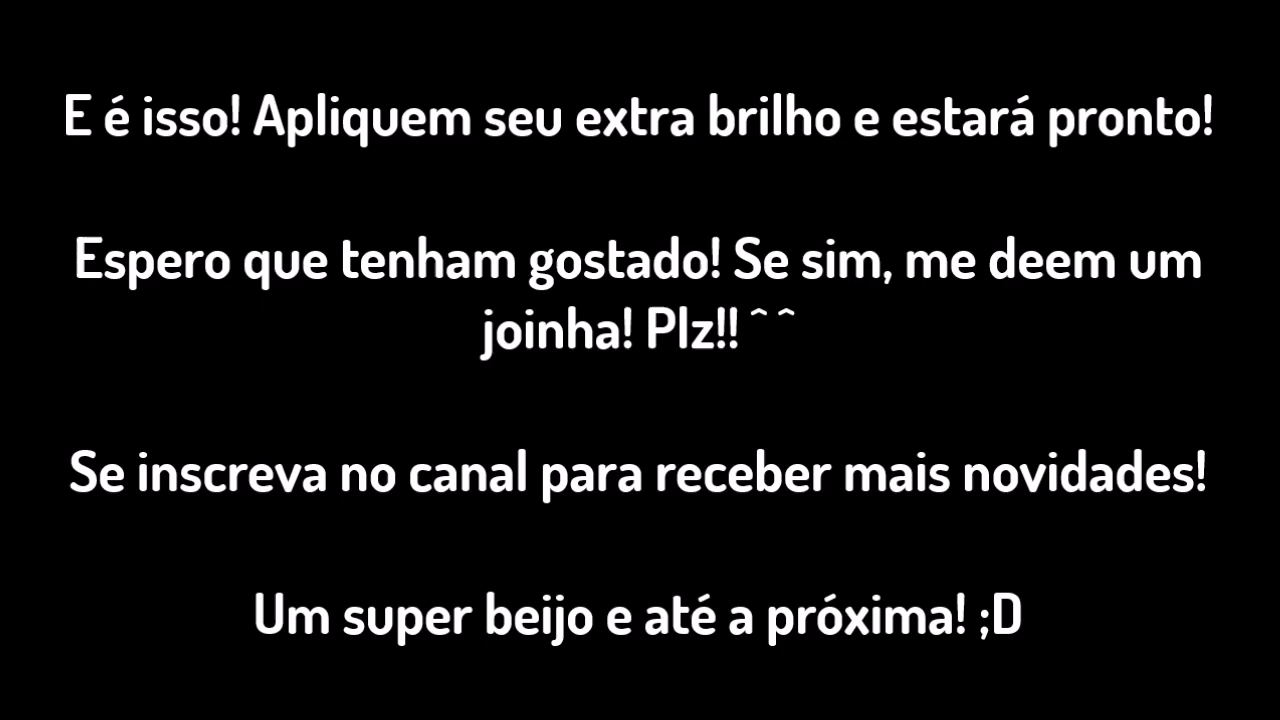 E é isso! Apliquem seu extra brilho e estará pronto!
Espero que tenham gostado! Se sim, me deem um
joinha! Plz!! ^ ^
Se inscreva no canal para receber mais novidades!
Um super beijo e até a próxima! ;D